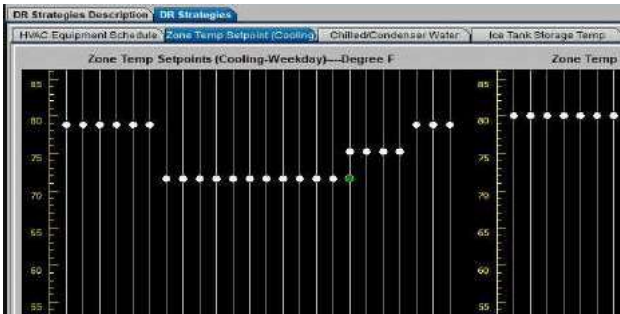 DR Strategies Description DR Strategies
HVAC Equipment Schedule Zone Temp Setpoint (Cooling) Chilled/Condenser Water Ice Tank Storage Temp
Zone Temp Setpoints (Cooling-Weekday)----Degree F Zone Temp
85 85
80 80
75 75
70 70
65 65
60 60
55 55